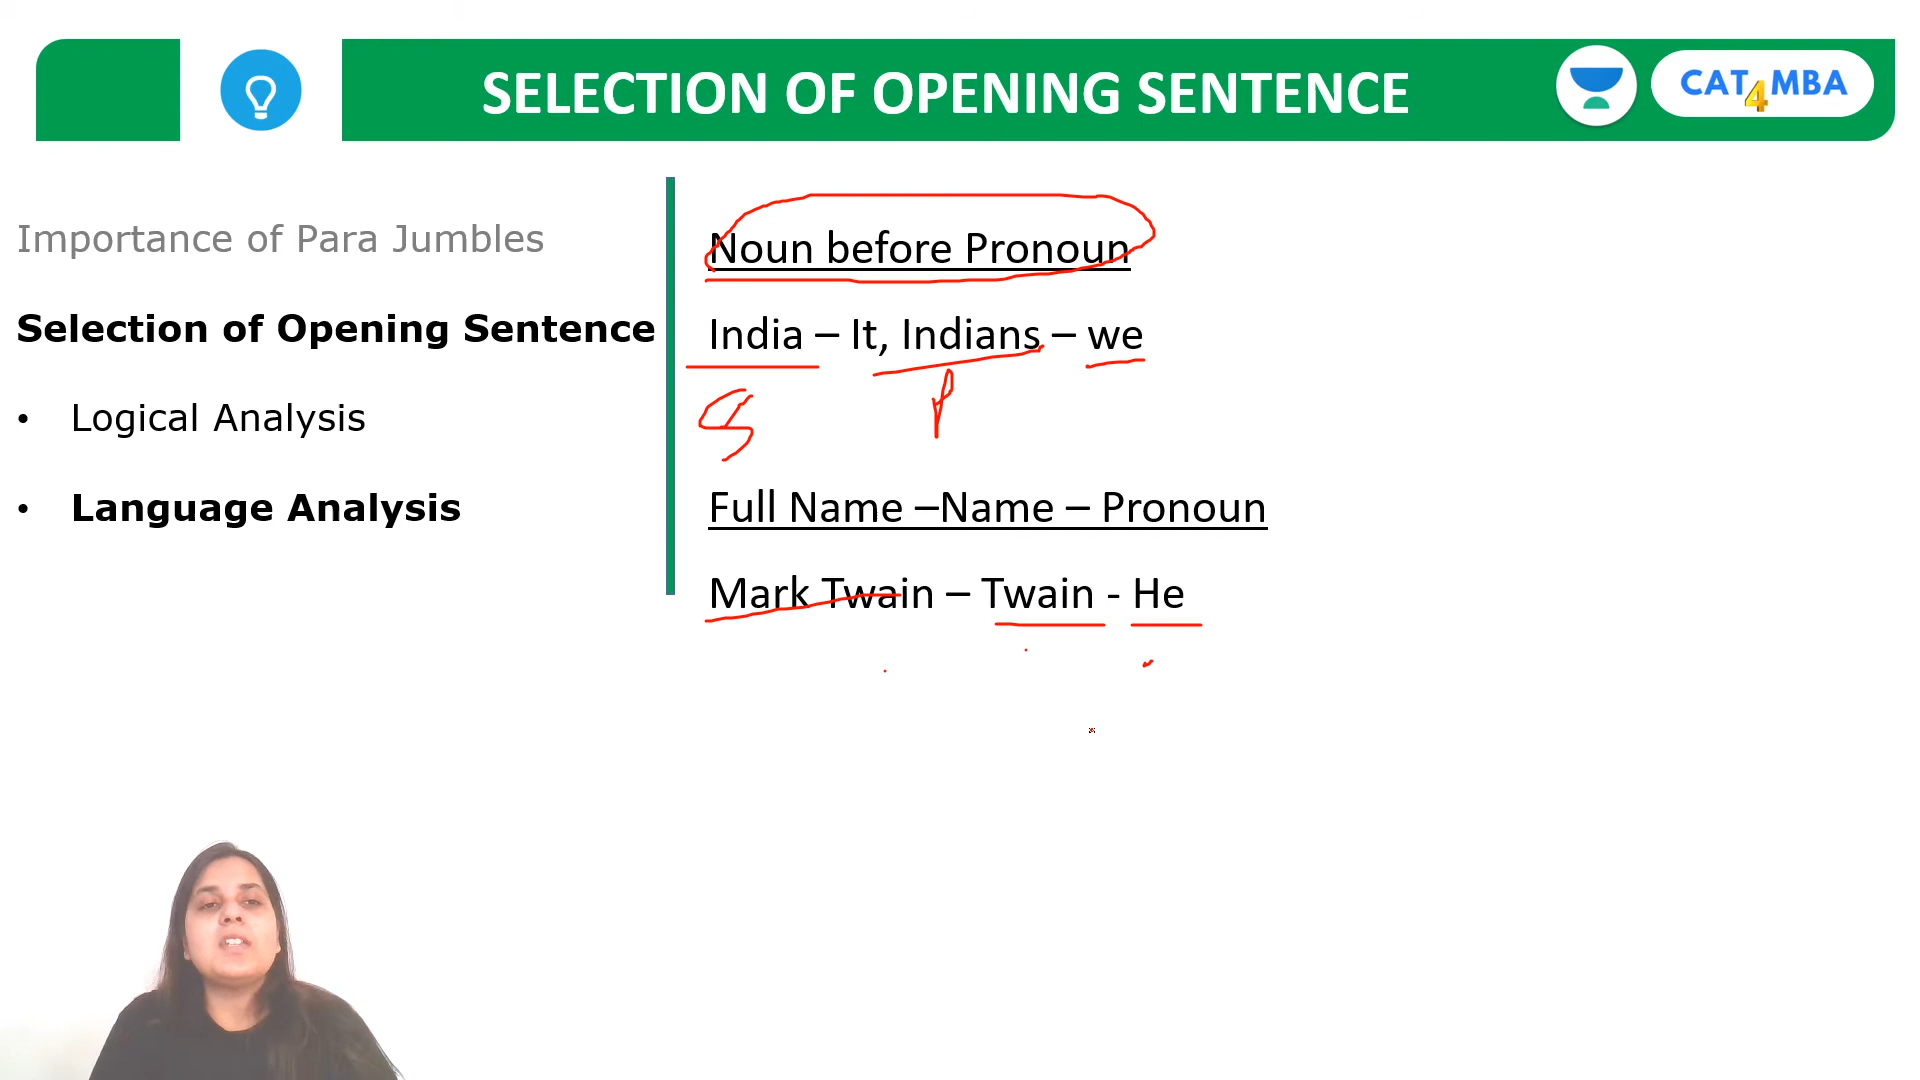 SELECTION OF OPENING SENTENCE
CAT4MBA
Importance of Para Jumbles
Selection of Opening Sentence
• Logical Analysis
• Language Analysis
Noun before Pronoun
India – It, Indians – we
S P
Full Name –Name – Pronoun
Mark Twain – Twain - He